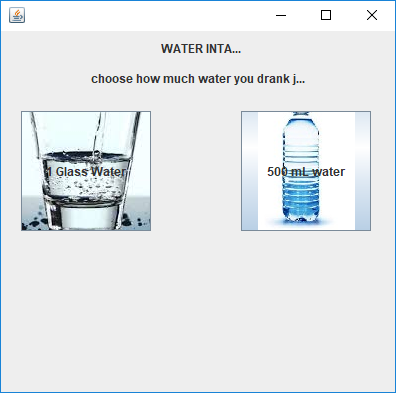 WATER INTA...
choose how much water you drank j...
1 Glass Water
500 mL water